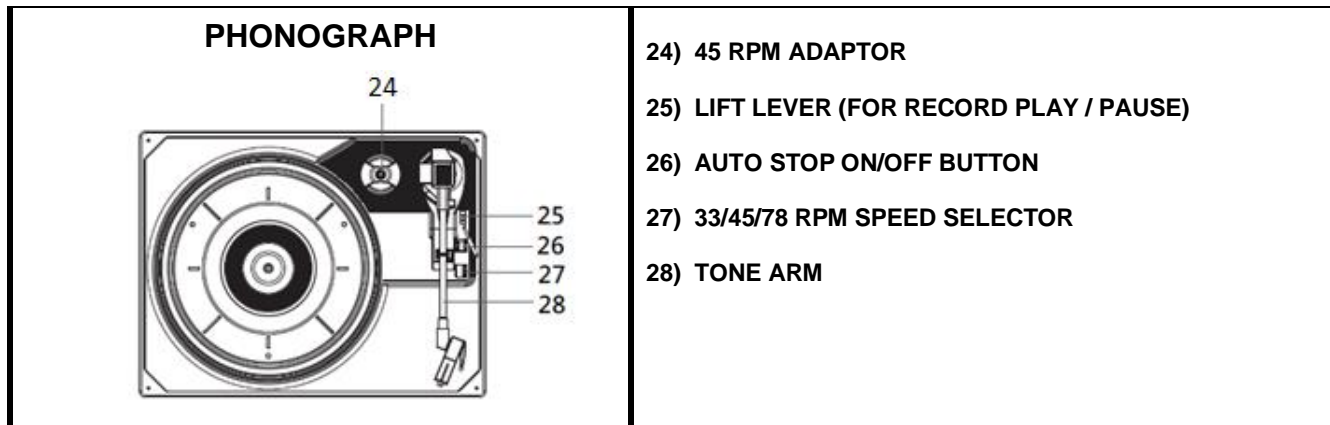 PHONOGRAPH
24
25
26
27
28
24) 45 RPM ADAPTOR
25) LIFT LEVER (FOR RECORD PLAY / PAUSE)
26) AUTO STOP ON/OFF BUTTON
27) 33/45/78 RPM SPEED SELECTOR
28) TONE ARM